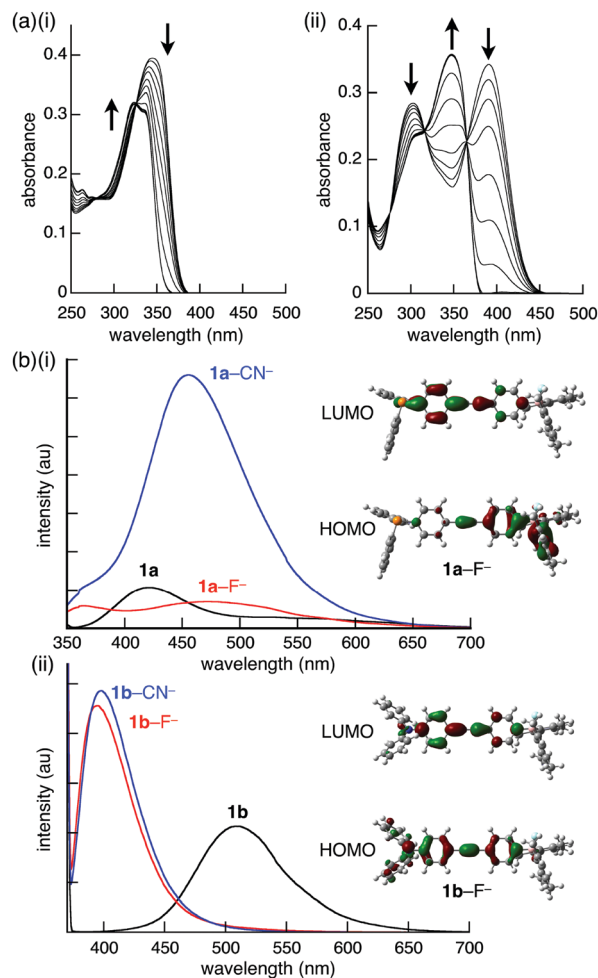 (a)(i)
(ii)
absorbance
0.4
0.3
0.2
0.1
0
250 300 350 400 450 500
wavelength (nm)
absorbance
0.4
0.3
0.2
0.1
0
250 300 350 400 450 500
wavelength (nm)
(b)(i)
intensity (au)
1a–CN⁻
1a
1a–F⁻
350 400 450 500 550 600 650 700
wavelength (nm)
LUMO
HOMO
1a–F⁻
(ii)
intensity (au)
1b–CN⁻
1b–F⁻
1b
400 450 500 550 600 650 700
wavelength (nm)
LUMO
HOMO
1b–F⁻